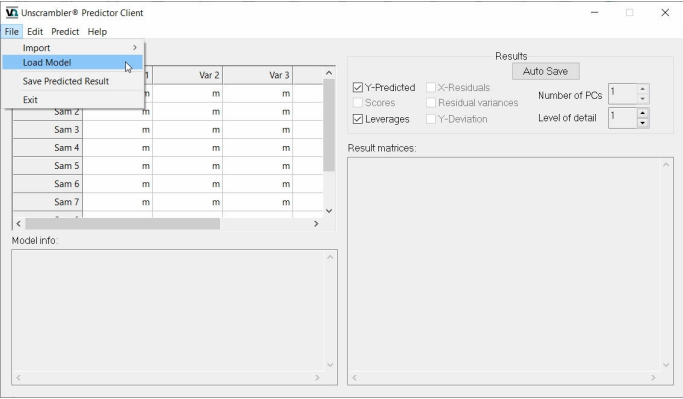 Unscrambler® Predictor Client
File Edit Predict Help
Import
Load Model
Save Predicted Result
Exit
1 Var 2 Var 3
m m m
Sam 2 m m m
Sam 3 m m m
Sam 4 m m m
Sam 5 m m m
Sam 6 m m m
Sam 7 m m m
Model info:
Results
Auto Save
Y-Predicted X-Residuals
Number of PCs 1
Scores Residual variances
Leverages Y-Deviation
Level of detail 1
Result matrices: